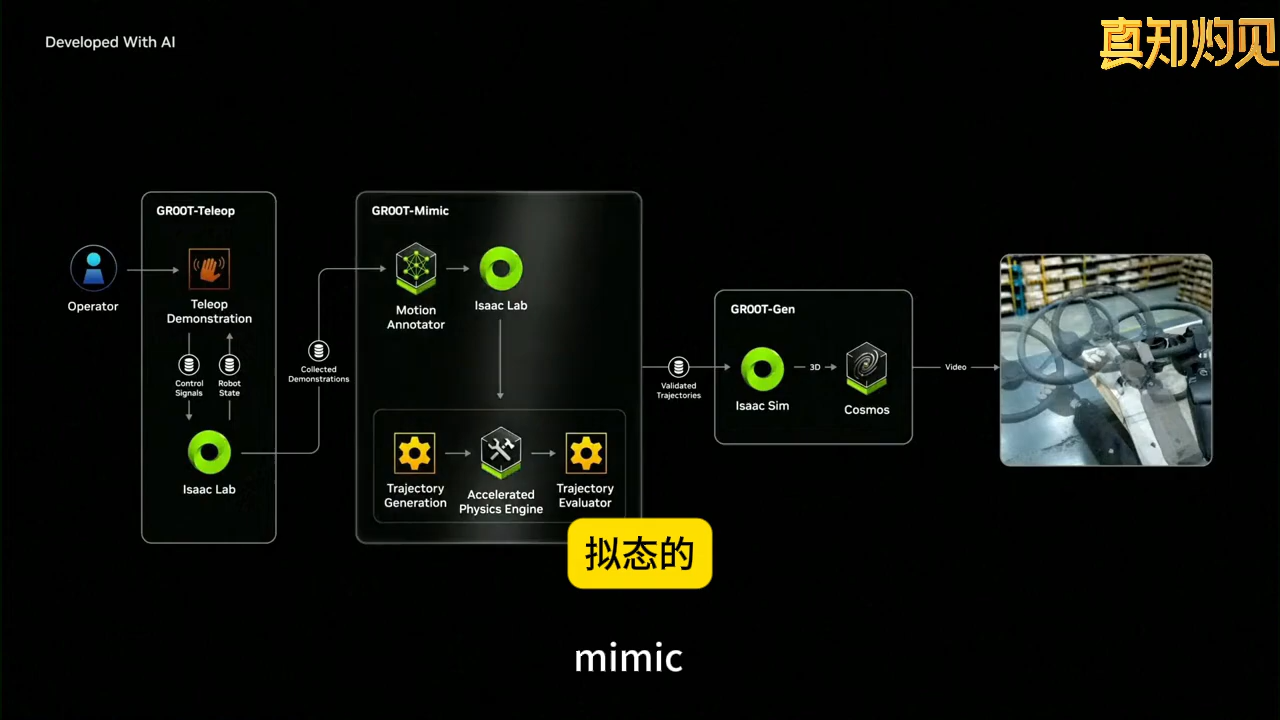 Developed With AI
真知灼见
GR00T-Teleop
Operator
Teleop
Demonstration
Control
Signals
Robot
State
Isaac Lab
Collected
Demonstrations
GR00T-Mimic
Motion
Annotator
Isaac Lab
Trajectory
Generation
Accelerated
Physics Engine
Trajectory
Evaluator
Validated
Trajectories
GR00T-Gen
Isaac Sim
3D
Cosmos
Video
拟态的
mimic